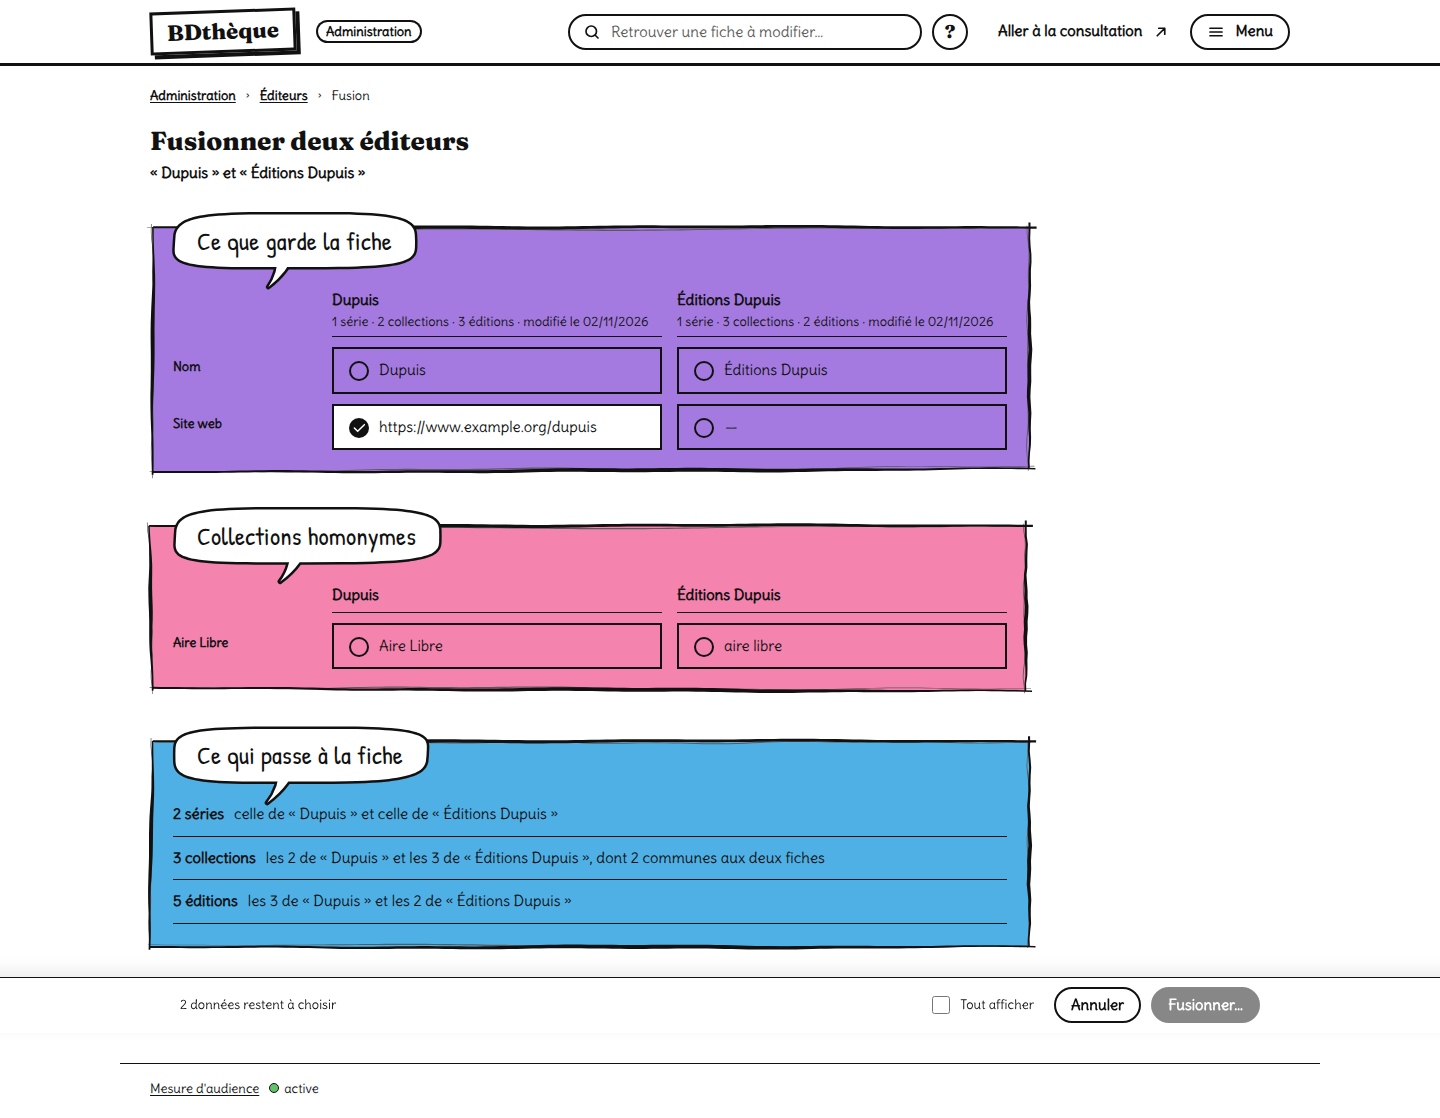 BDthèque
Administration
Retrouver une fiche à modifier...
?
Aller à la consultation
Menu
Administration › Éditeurs › Fusion
Fusionner deux éditeurs
« Dupuis » et « Éditions Dupuis »
Ce que garde la fiche
Dupuis
Éditions Dupuis
1 série · 2 collections · 3 éditions · modifié le 02/11/2026
1 série · 3 collections · 2 éditions · modifié le 02/11/2026
Nom
Dupuis
Éditions Dupuis
Site web
https://www.example.org/dupuis
—
Collections homonymes
Dupuis
Éditions Dupuis
Aire Libre
Aire Libre
aire libre
Ce qui passe à la fiche
2 séries celle de « Dupuis » et celle de « Éditions Dupuis »
3 collections les 2 de « Dupuis » et les 3 de « Éditions Dupuis », dont 2 communes aux deux fiches
5 éditions les 3 de « Dupuis » et les 2 de « Éditions Dupuis »
2 données restent à choisir
Tout afficher
Annuler
Fusionner...
Mesure d'audience
active